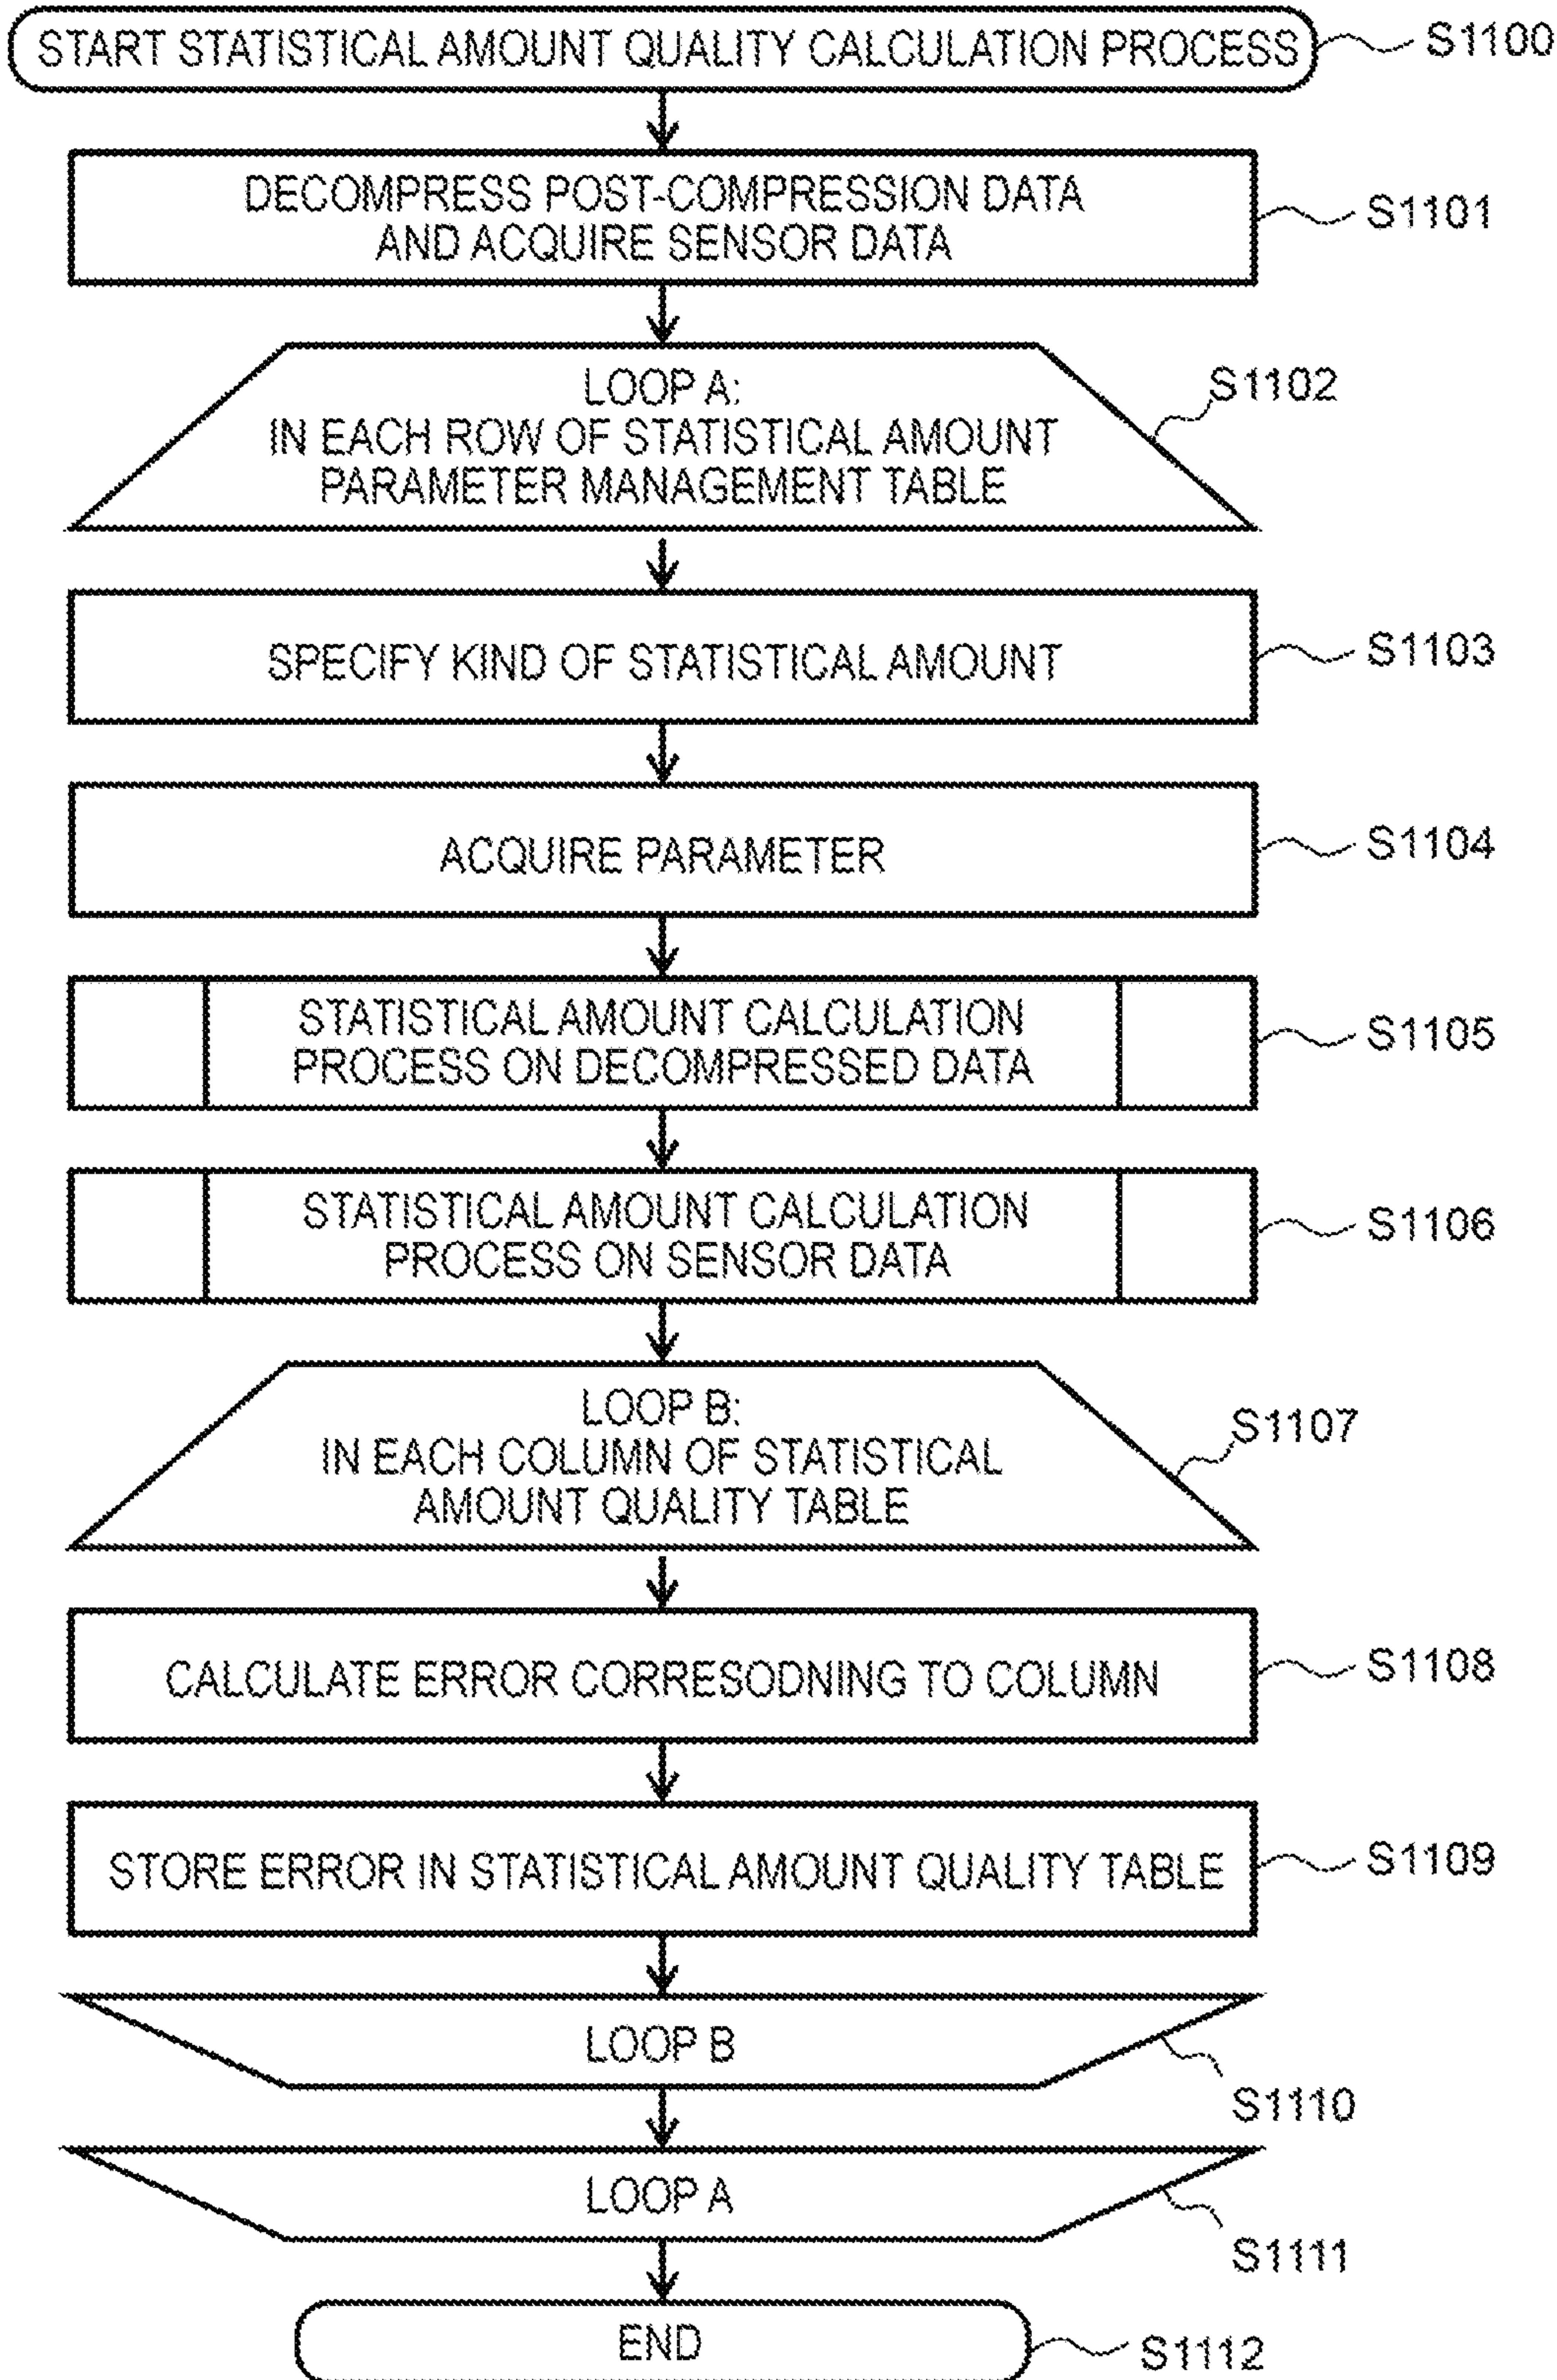 START STATISTICAL AMOUNT QUALITY CALCULATION PROCESS
S1100
DECOMPRESS POST-COMPRESSION DATA
AND ACQUIRE SENSOR DATA
S1101
LOOP A:
IN EACH ROW OF STATISTICAL AMOUNT
PARAMETER MANAGEMENT TABLE
S1102
SPECIFY KIND OF STATISTICAL AMOUNT
S1103
ACQUIRE PARAMETER
S1104
STATISTICAL AMOUNT CALCULATION
PROCESS ON DECOMPRESSED DATA
S1105
STATISTICAL AMOUNT CALCULATION
PROCESS ON SENSOR DATA
S1106
LOOP B:
IN EACH COLUMN OF STATISTICAL
AMOUNT QUALITY TABLE
S1107
CALCULATE ERROR CORRESODNING TO COLUMN
S1108
STORE ERROR IN STATISTICAL AMOUNT QUALITY TABLE
S1109
LOOP B
S1110
LOOP A
S1111
END
S1112